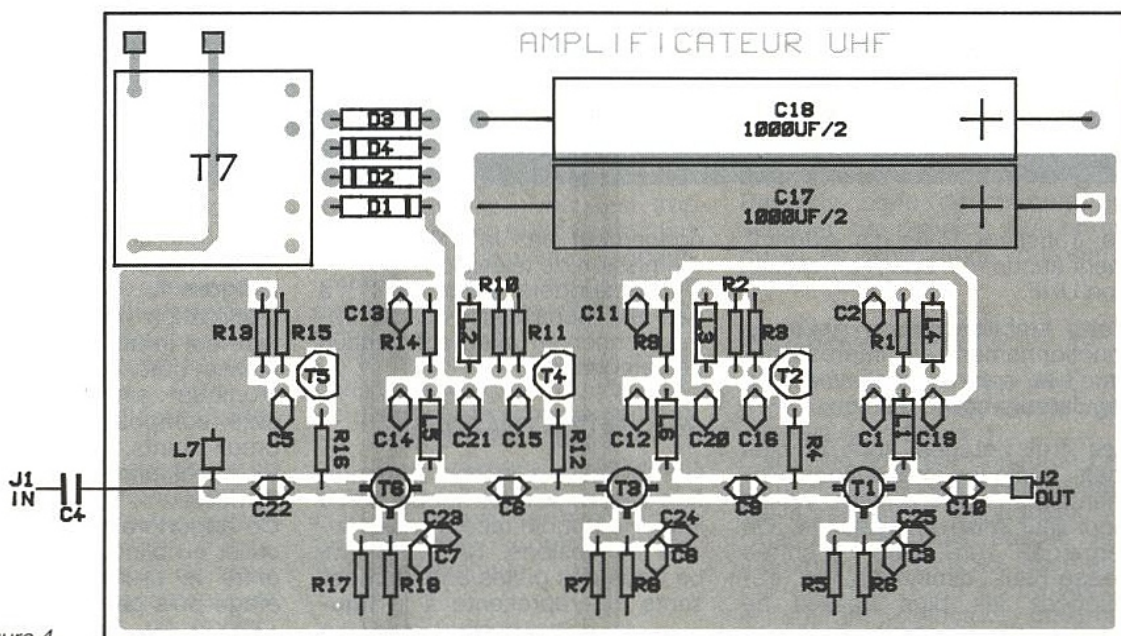 AMPLIFICATEUR UHF
C18
1000UF/2
+
D3
D4
T7
D2
D1
C17
1000UF/2
+
R13
R15
C13
R14
L2
R10
R11
C11
R9
L3
R2
R3
C2
R1
L4
T5
T4
T2
C5
C14
L5
C21
C15
C12
L6
C20
C16
C1
L1
C19
L7
R16
R12
R4
J1
IN
C4
C22
T6
C6
T3
C9
T1
C10
J2
OUT
C23
C7
C24
C8
C25
C3
R17
R18
R7
R8
R5
R6
ure 4